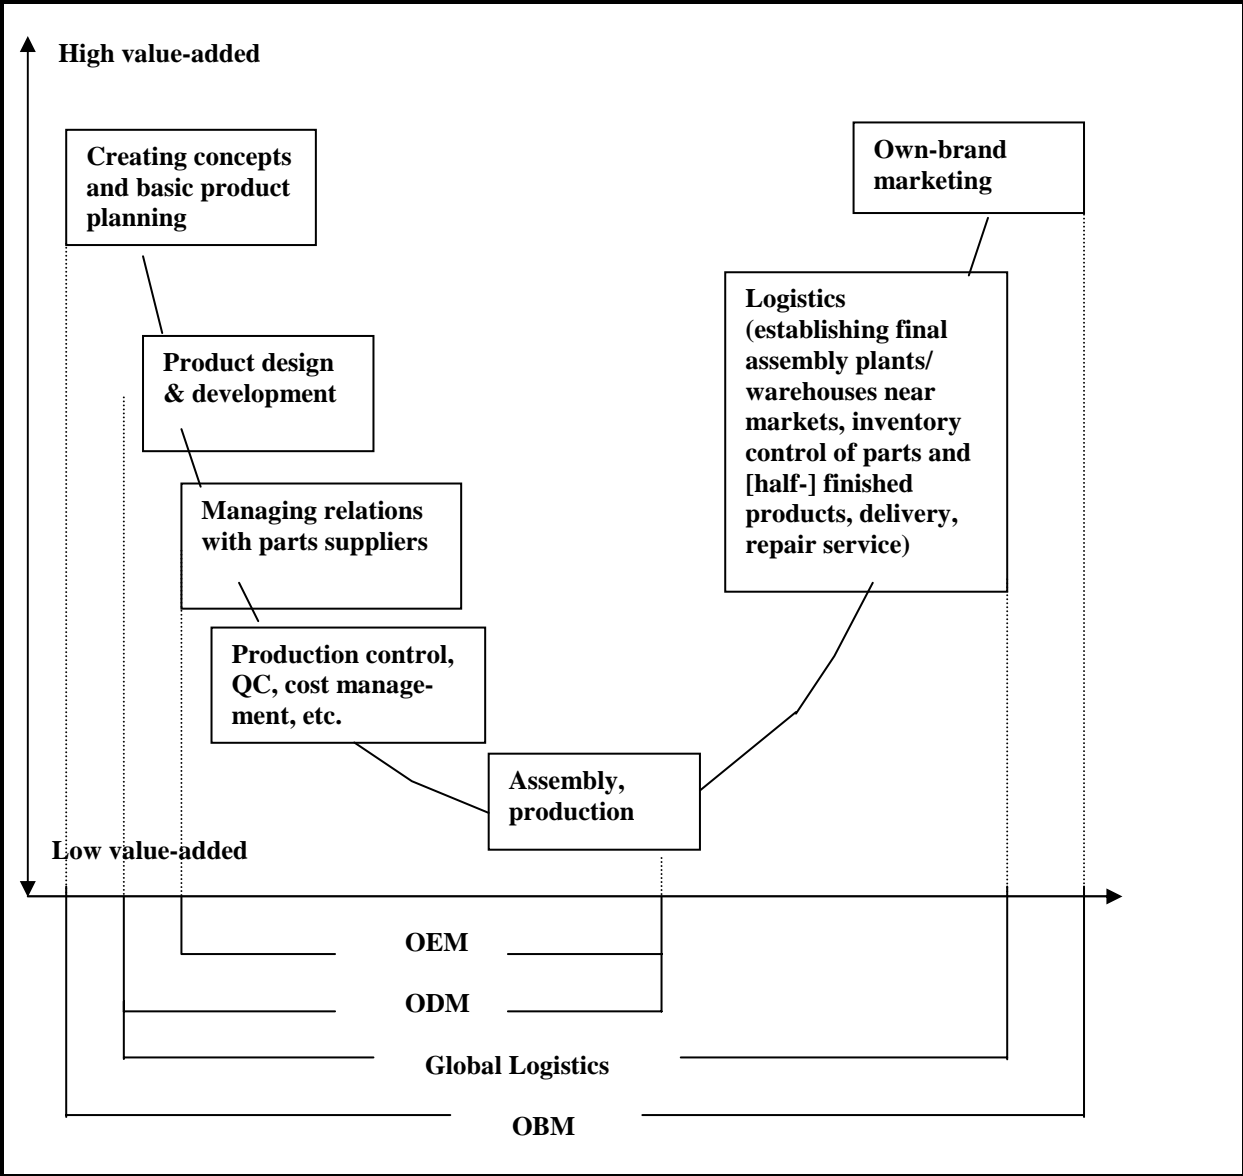 High value-added
Creating concepts
and basic product
planning
Own-brand
marketing
Product design
& development
Logistics
(establishing final
assembly plants/
warehouses near
markets, inventory
control of parts and
[half-] finished
products, delivery,
repair service)
Managing relations
with parts suppliers
Production control,
QC, cost manage-
ment, etc.
Assembly,
production
Low value-added
OEM
ODM
Global Logistics
OBM